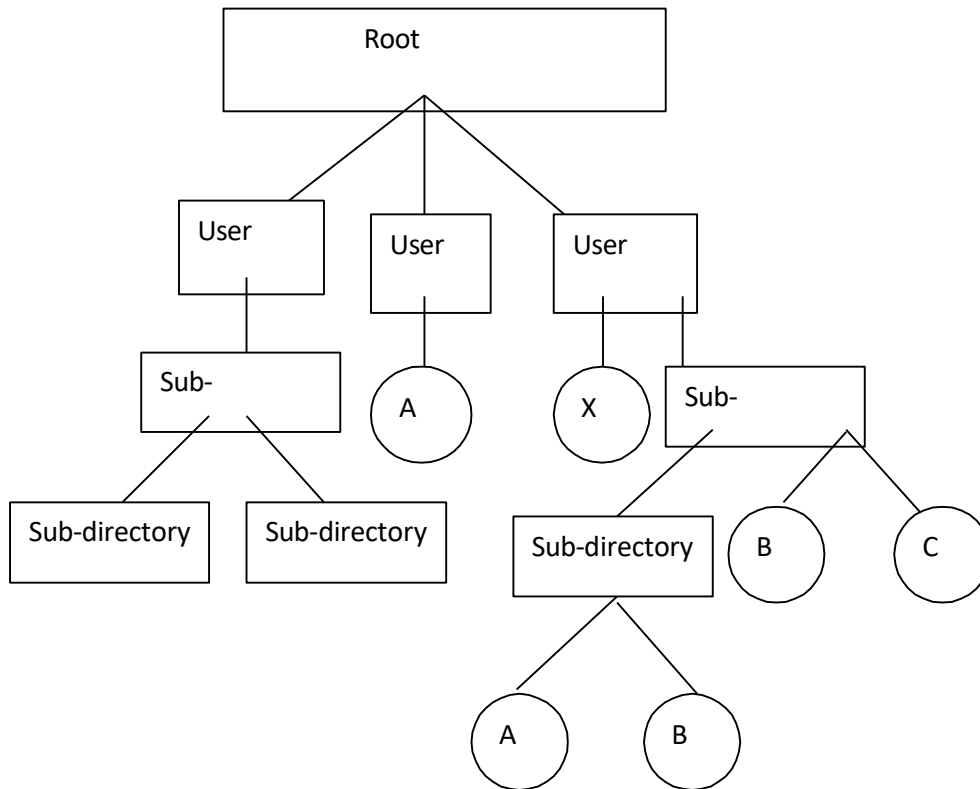 Root
User
User
User
Sub-
A
X
Sub-
Sub-directory
Sub-directory
Sub-directory
B
C
A
B